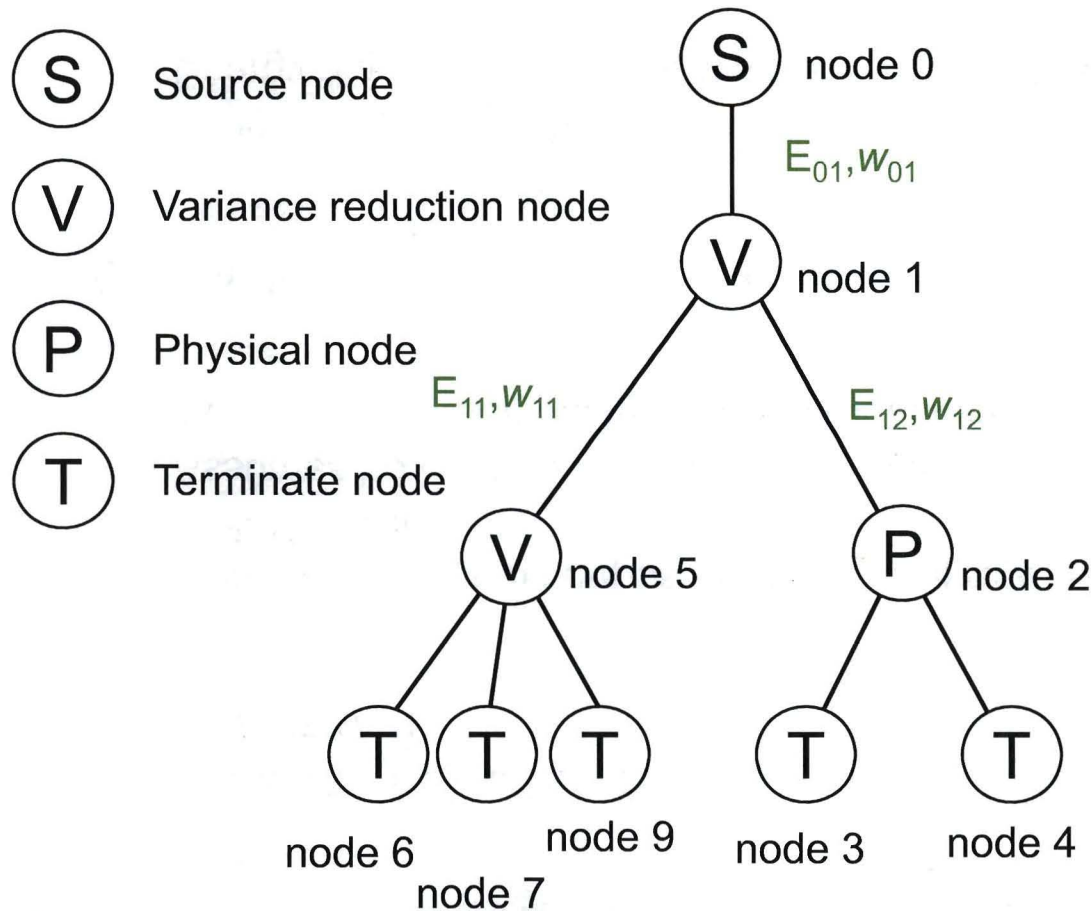 S Source node
V Variance reduction node
P Physical node
T Terminate node
S node 0
E01,w01
V node 1
E11,w11
E12,w12
V node 5
P node 2
T T T T T
node 6
node 7
node 9
node 3
node 4